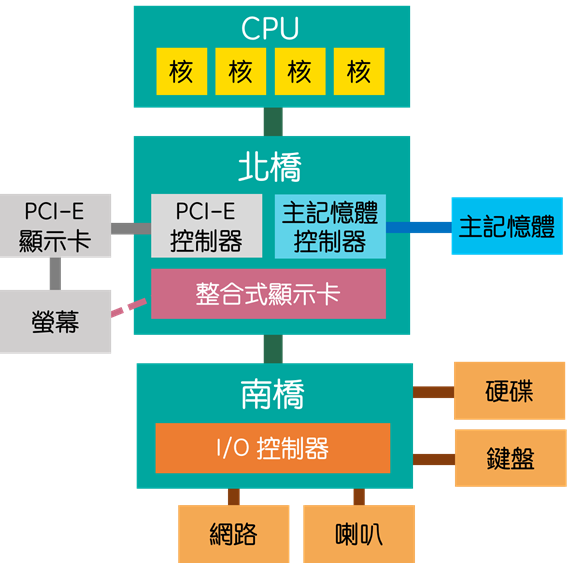 CPU
核 核 核 核
北橋
PCI-E
顯示卡
PCI-E
控制器
主記憶體
控制器
主記憶體
整合式顯示卡
螢幕
南橋
I/O 控制器
硬碟
鍵盤
網路
喇叭